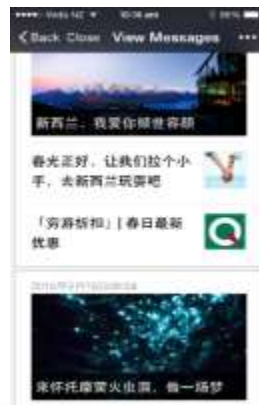 Back Close View Messages
新西兰，我爱你倾世容颜
春光正好，让我们拉个小
手，去新西兰玩耍吧
「穷游折扣」| 春日最新
优惠
来怀托摩萤火虫洞，做一场梦